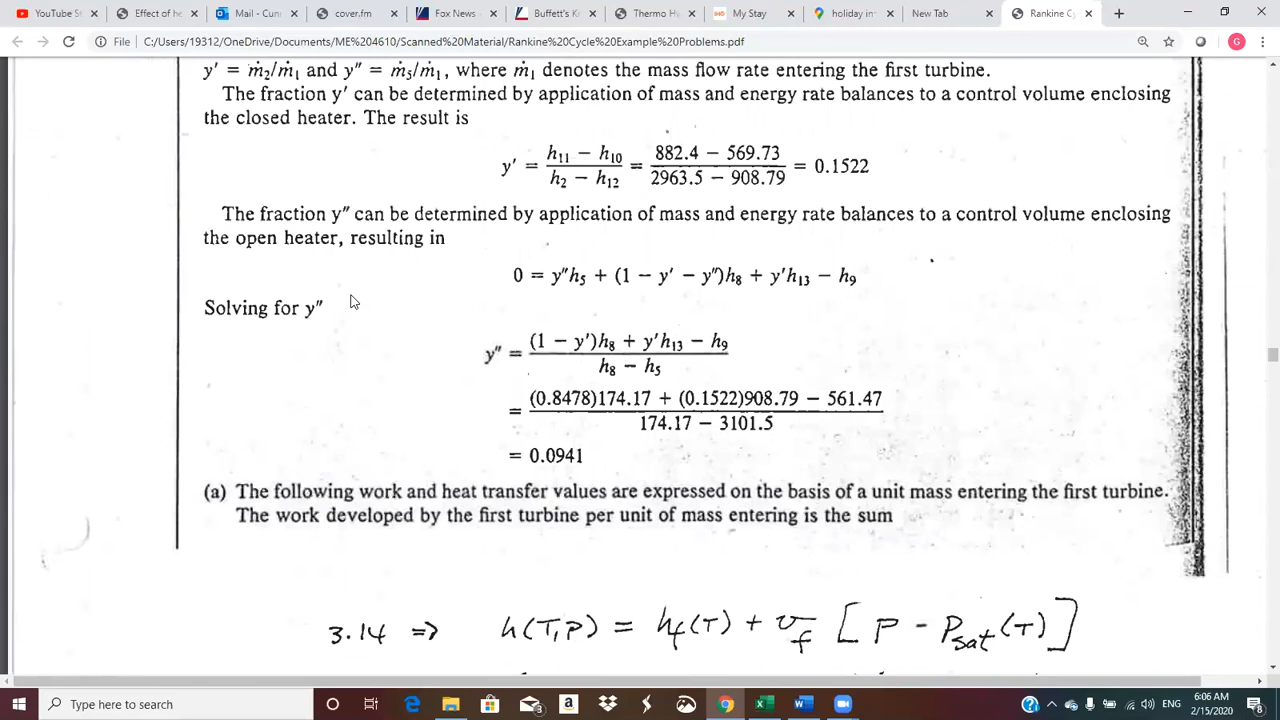 Effect of he
Mail - Gun
cover.fm
Fox news
Buffett's K
Thermo Hw
My Stay
holiday in
New Tab
Rankine Cy
File | C:/Users/19312/OneDrive/Documents/ME%204610/Scanned%20Material/Rankine%20Cycle%20Example%20Problems.pdf
G
y′ = ṁ₂/ṁ₁ and y″ = ṁ₅/ṁ₁, where ṁ₁ denotes the mass flow rate entering the first turbine.
The fraction y′ can be determined by application of mass and energy rate balances to a control volume enclosing
the closed heater. The result is
y′ = (h₁₁ − h₁₀)/(h₂ − h₁₂) = (882.4 − 569.73)/(2963.5 − 908.79) = 0.1522
The fraction y″ can be determined by application of mass and energy rate balances to a control volume enclosing
the open heater, resulting in
0 = y″h₅ + (1 − y′ − y″)h₈ + y′h₁₃ − h₉
Solving for y″
y″ = ((1 − y′)h₈ + y′h₁₃ − h₉)/(h₈ − h₅)
= ((0.8478)174.17 + (0.1522)908.79 − 561.47)/(174.17 − 3101.5)
= 0.0941
(a) The following work and heat transfer values are expressed on the basis of a unit mass entering the first turbine.
The work developed by the first turbine per unit of mass entering is the sum
3.14 ⇒ h(T,P) = h_f(T) + v_f [P − P_sat(T)]
Type here to search
ENG
6:06 AM
2/15/2020